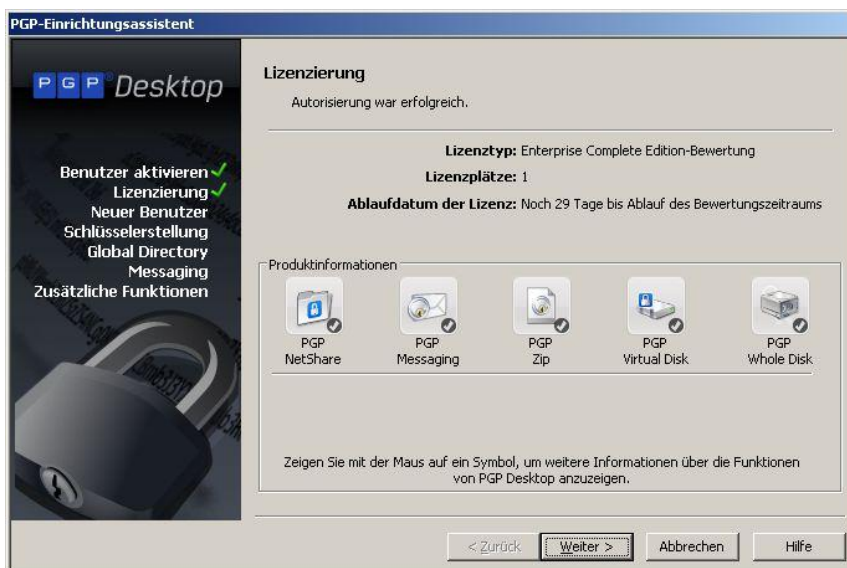 PGP-Einrichtungsassistent
PGP® Desktop
Benutzer aktivieren
Lizenzierung
Neuer Benutzer
Schlüsselerstellung
Global Directory
Messaging
Zusätzliche Funktionen
Lizenzierung
Autorisierung war erfolgreich.
Lizenztyp: Enterprise Complete Edition-Bewertung
Lizenzplätze: 1
Ablaufdatum der Lizenz: Noch 29 Tage bis Ablauf des Bewertungszeitraums
Produktinformationen
PGP
NetShare
PGP
Messaging
PGP
Zip
PGP
Virtual Disk
PGP
Whole Disk
Zeigen Sie mit der Maus auf ein Symbol, um weitere Informationen über die Funktionen
von PGP Desktop anzuzeigen.
< Zurück
Weiter >
Abbrechen
Hilfe